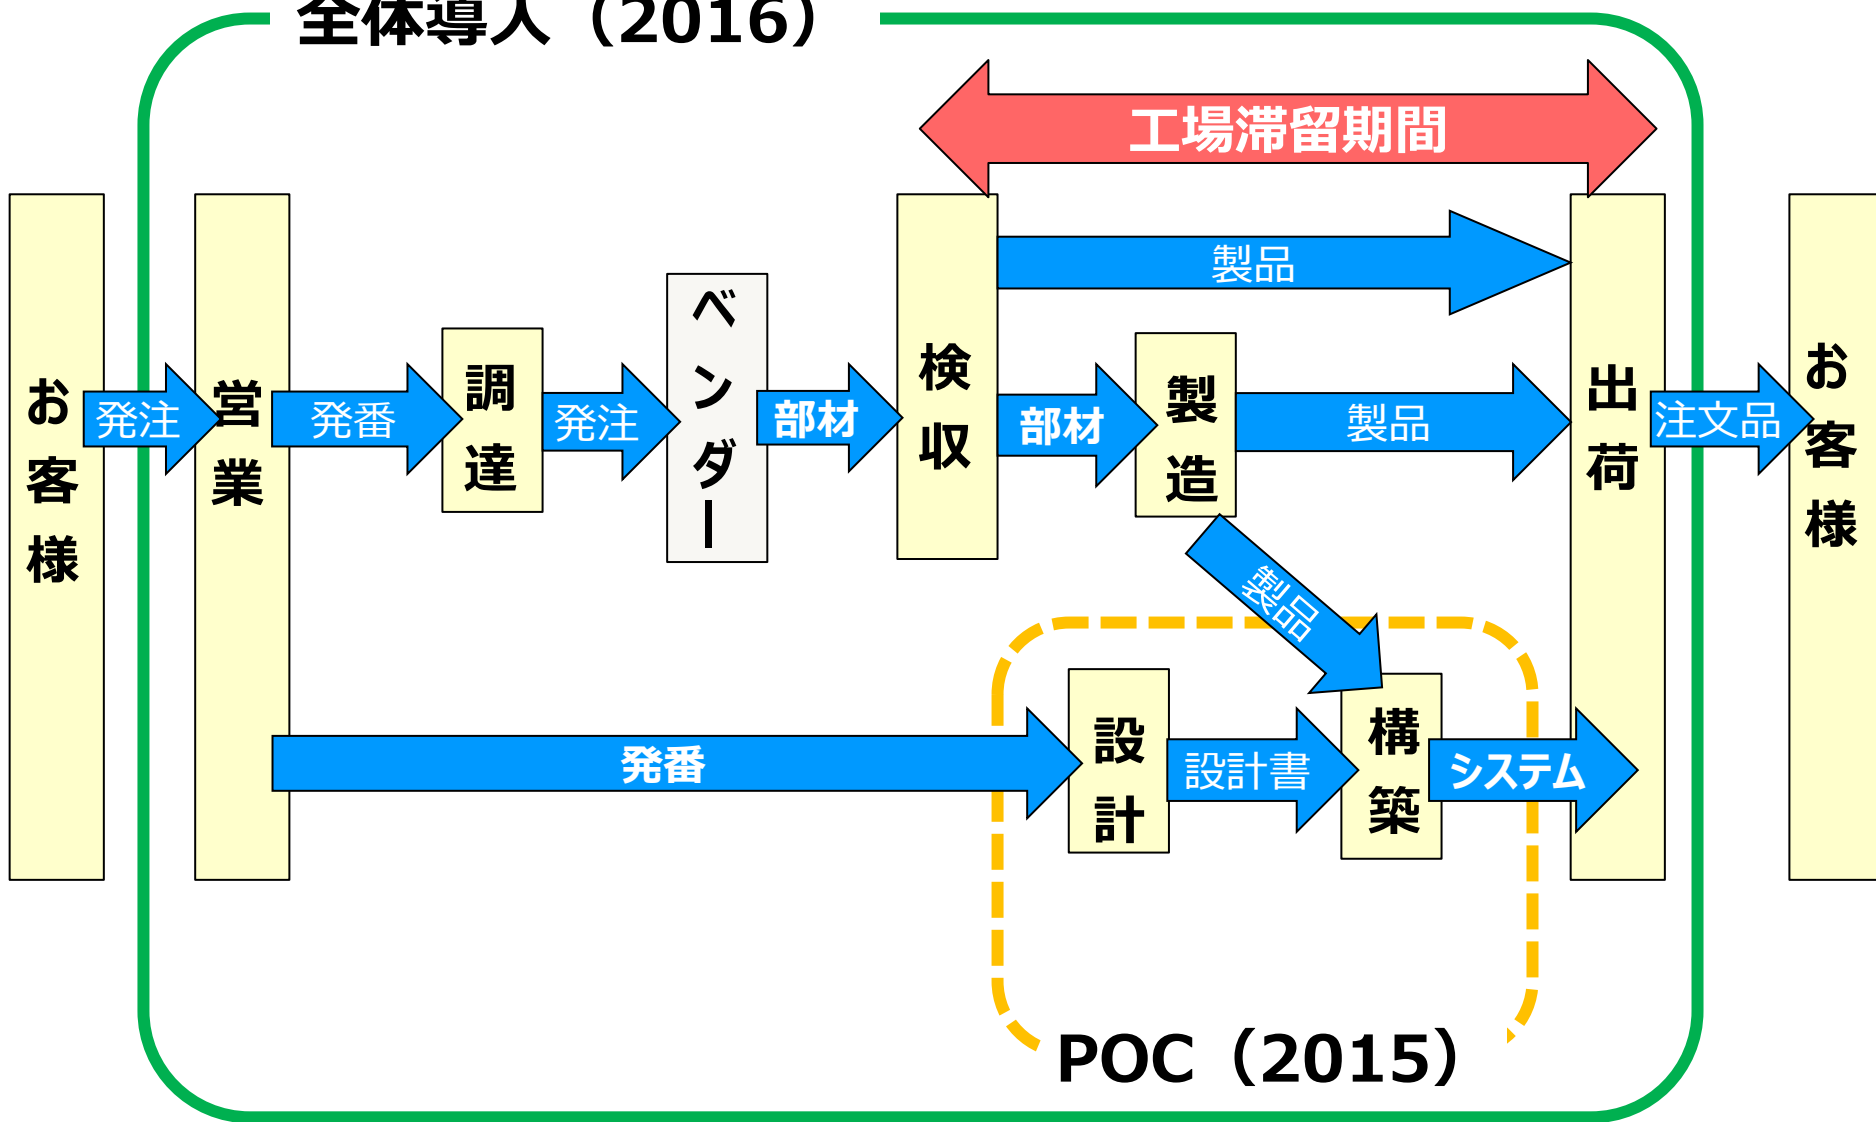 全体導入（2016）
工場滞留期間
製品
お客様
発注
営業
発番
調達
発注
ベンダー
部材
検収
部材
製造
製品
出荷
注文品
お客様
製品
発番
設計
設計書
構築
システム
POC（2015）